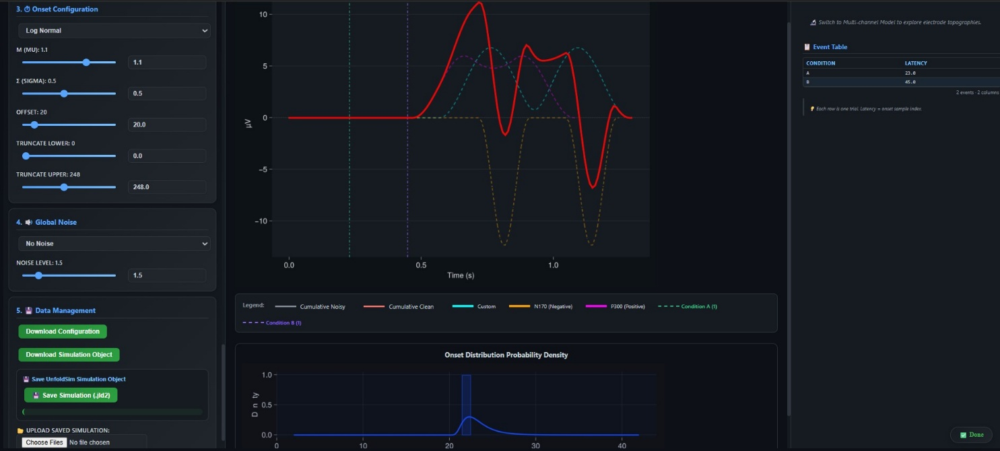 3. ⏱ Onset Configuration
Log Normal
M (MU): 1.1
1.1
Σ (SIGMA): 0.5
0.5
OFFSET: 20
20.0
TRUNCATE LOWER: 0
0.0
TRUNCATE UPPER: 248
248.0
4. 🔊 Global Noise
No Noise
NOISE LEVEL: 1.5
1.5
5. 💾 Data Management
Download Configuration
Download Simulation Object
💾 Save UnfoldSim Simulation Object
💾 Save Simulation (.jld2)
📂 UPLOAD SAVED SIMULATION:
Choose Files No file chosen
10
5
0
−5
−10
µV
0.0 0.5 1.0
Time (s)
Legend: Cumulative Noisy Cumulative Clean Custom N170 (Negative) P300 (Positive) Condition A (1)
Condition B (1)
Onset Distribution Probability Density
1.0
0.5
0.0
D n ty
0 10 20 30 40
🔬 Switch to Multi-channel Model to explore electrode topographies.
📋 Event Table
CONDITION LATENCY
A 23.0
B 45.0
2 events · 2 columns
💡 Each row is one trial. Latency = onset sample index.
✅ Done